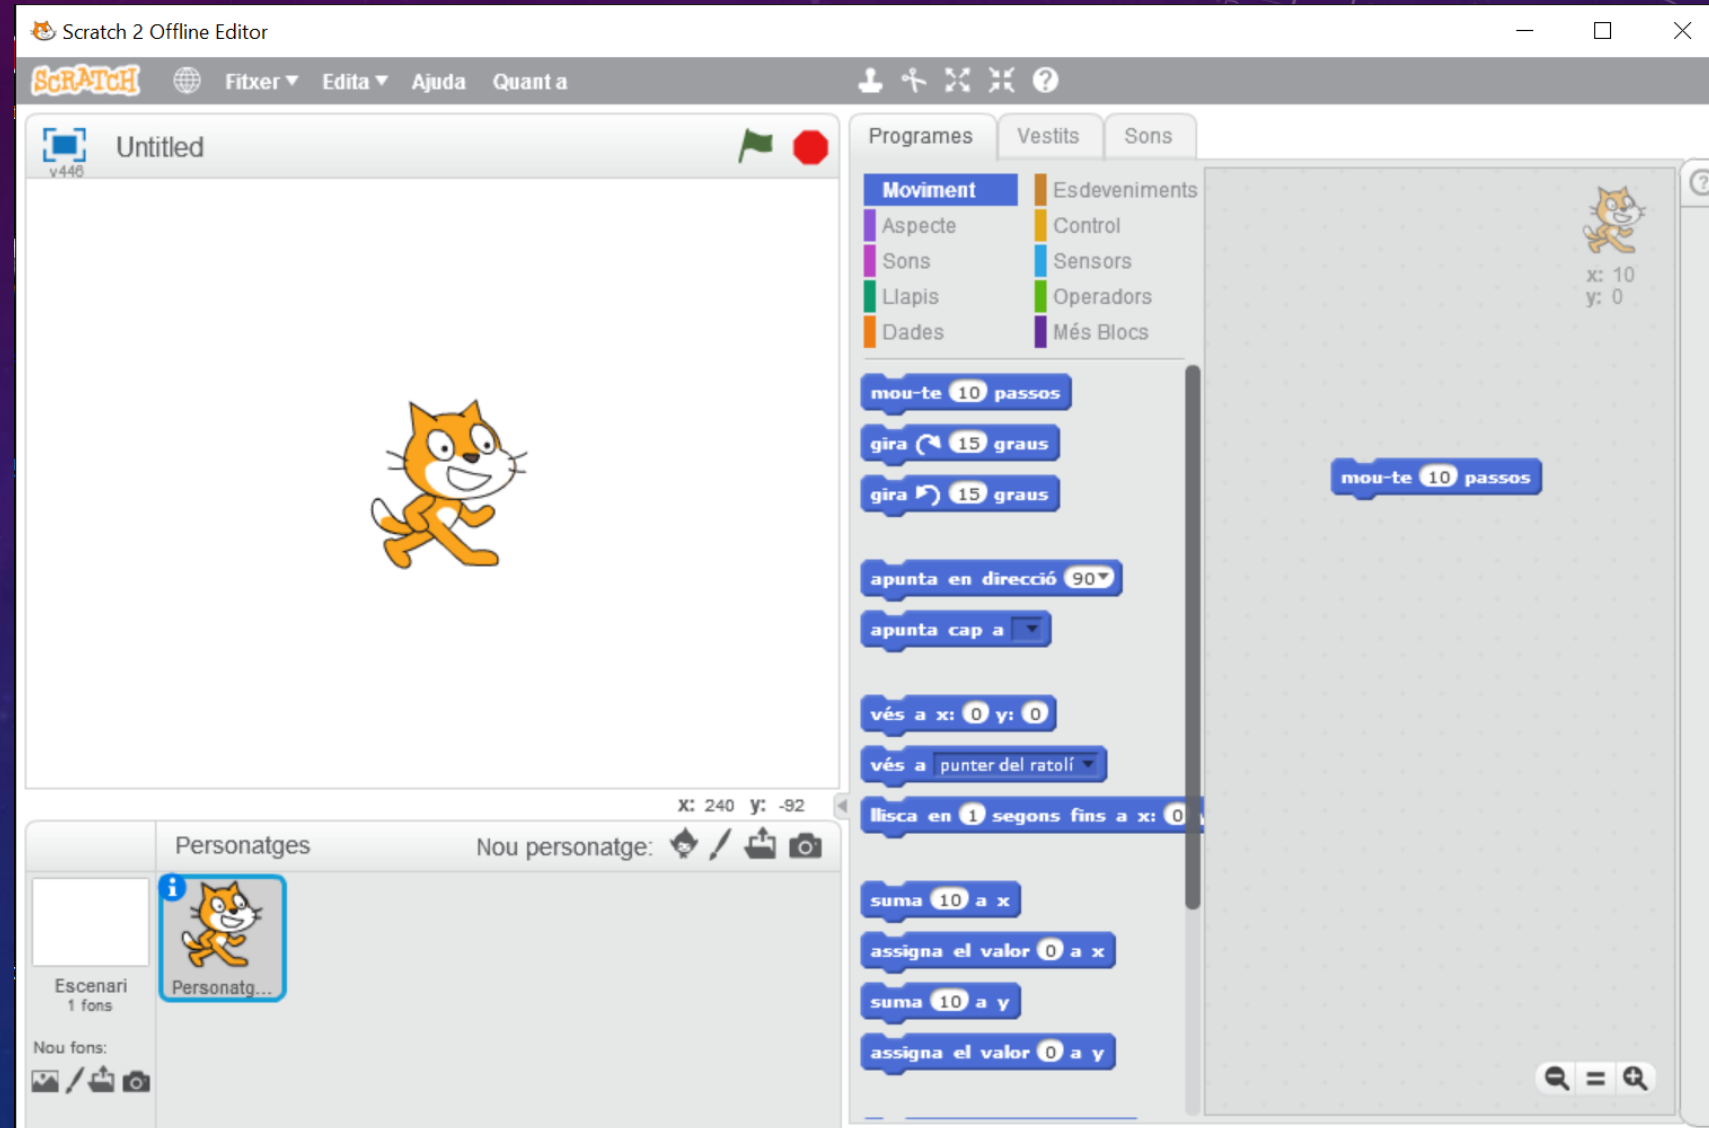 Scratch 2 Offline Editor
SCRATCH Fitxer Edita Ajuda Quant a
v446
Untitled
x: 240 y: -92
Personatges
Nou personatge:
Escenari
1 fons
Nou fons:
Personatg...
Programes Vestits Sons
Moviment
Aspecte
Sons
Llapis
Dades
Esdeveniments
Control
Sensors
Operadors
Més Blocs
mou-te 10 passos
gira 15 graus
gira 15 graus
apunta en direcció 90
apunta cap a
vés a x: 0 y: 0
vés a punter del ratolí
llisca en 1 segons fins a x: 0
suma 10 a x
assigna el valor 0 a x
suma 10 a y
assigna el valor 0 a y
x: 10
y: 0
mou-te 10 passos